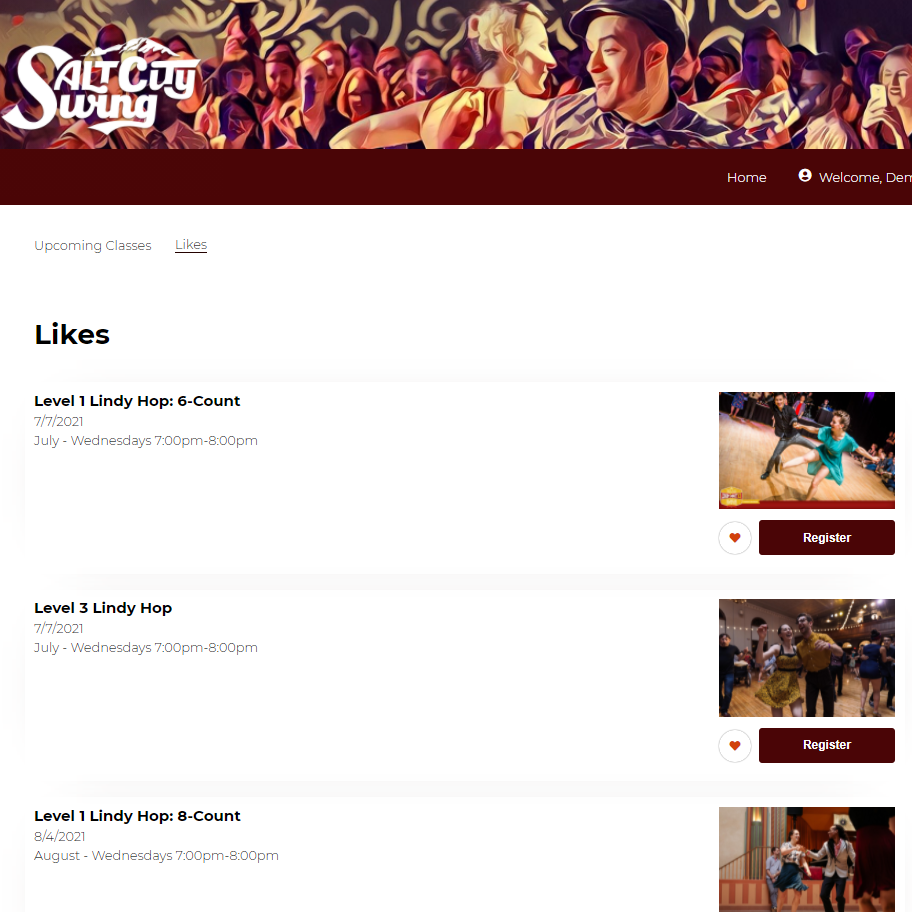 Salt City
Swing
Home
Welcome, Dem
Upcoming Classes
Likes
Likes
Level 1 Lindy Hop: 6-Count
7/7/2021
July - Wednesdays 7:00pm-8:00pm
Register
Level 3 Lindy Hop
7/7/2021
July - Wednesdays 7:00pm-8:00pm
Register
Level 1 Lindy Hop: 8-Count
8/4/2021
August - Wednesdays 7:00pm-8:00pm